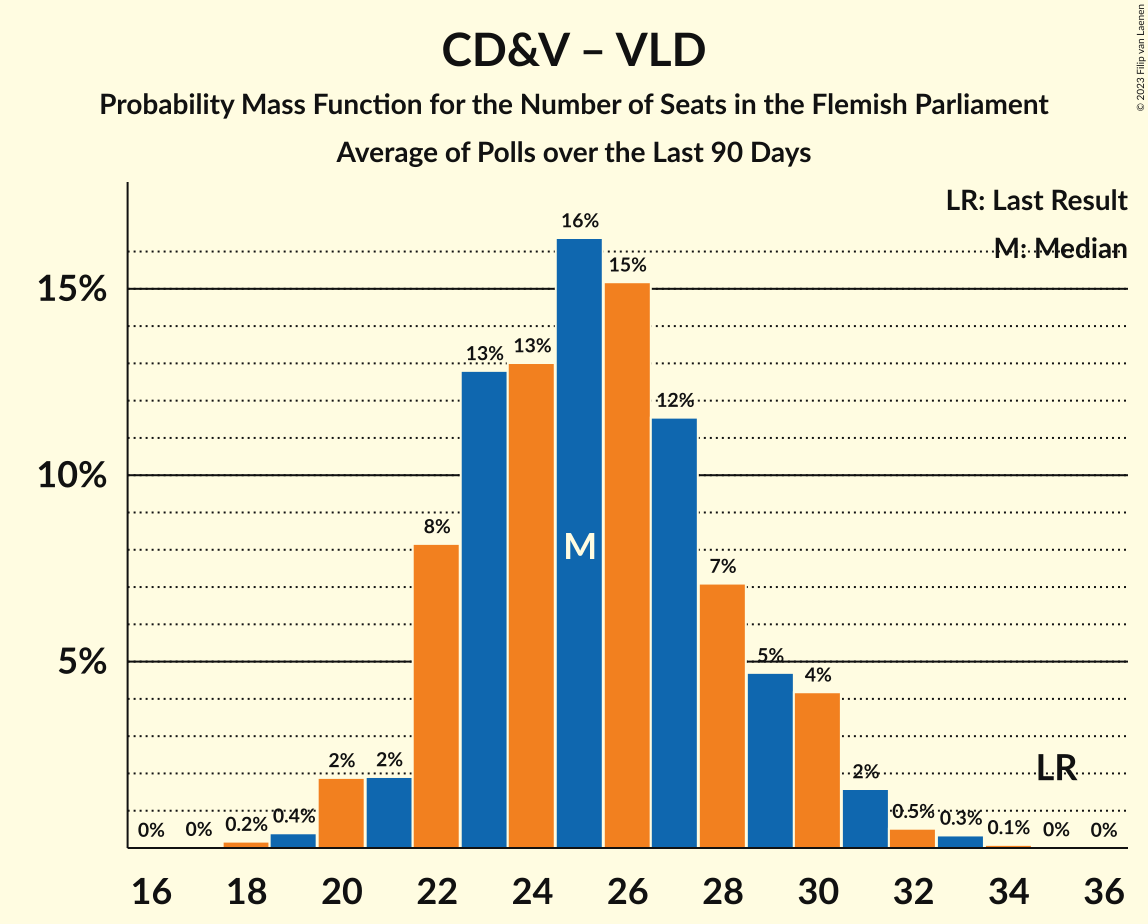 © 2023 Filip van Laenen
CD&V – VLD
Probability Mass Function for the Number of Seats in the Flemish Parliament
Average of Polls over the Last 90 Days
LR: Last Result
M: Median
15%
10%
5%
0% 0% 0.2% 0.4% 2% 2% 8% 13% 13% 16% 15% 12% 7% 5% 4% 2% 0.5% 0.3% 0.1% 0% 0%
M
LR
16 18 20 22 24 26 28 30 32 34 36